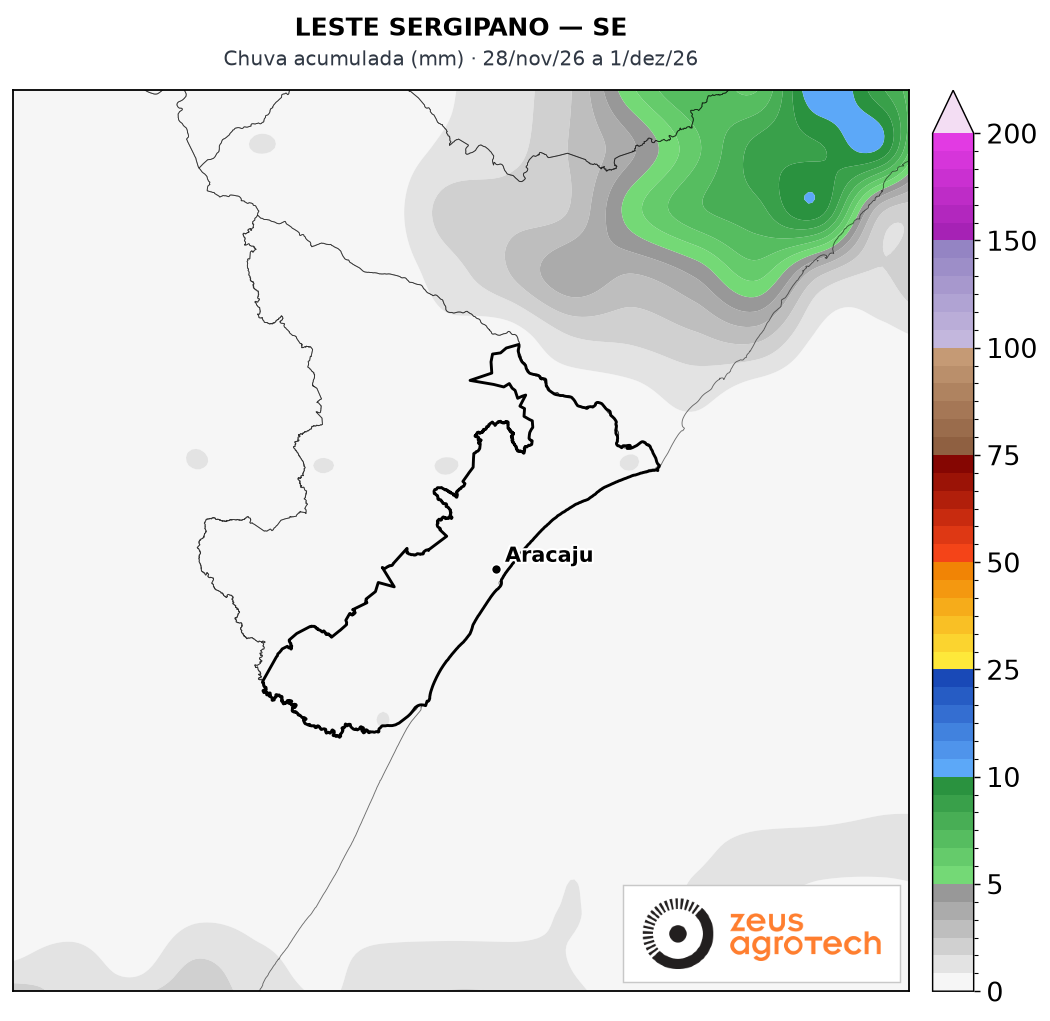 LESTE SERGIPANO — SE
Chuva acumulada (mm) · 28/nov/26 a 1/dez/26
Aracaju
200
150
100
75
50
25
10
5
0
zeus
agrotech